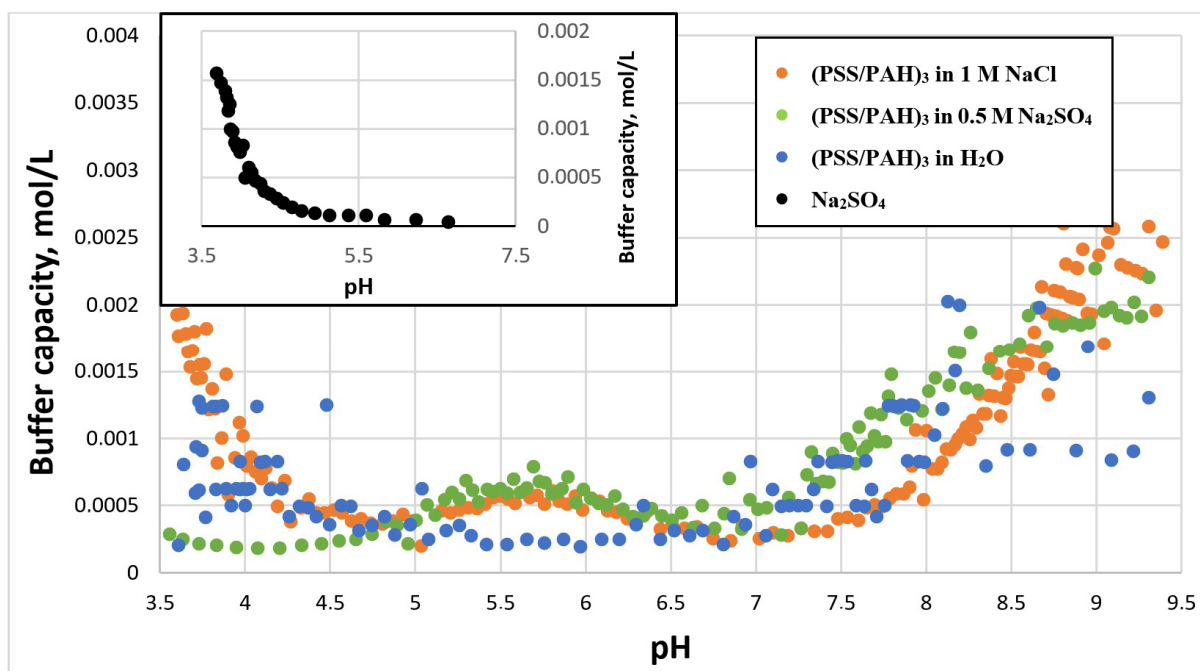 0.004
0.0035
0.003
0.0025
0.002
0.0015
0.001
0.0005
0
Buffer capacity, mol/L
3.5 4 4.5 5 5.5 6 6.5 7 7.5 8 8.5 9 9.5
pH
0.002
0.0015
0.001
0.0005
0
Buffer capacity, mol/L
3.5 5.5 7.5
pH
(PSS/PAH)₃ in 1 M NaCl
(PSS/PAH)₃ in 0.5 M Na₂SO₄
(PSS/PAH)₃ in H₂O
Na₂SO₄